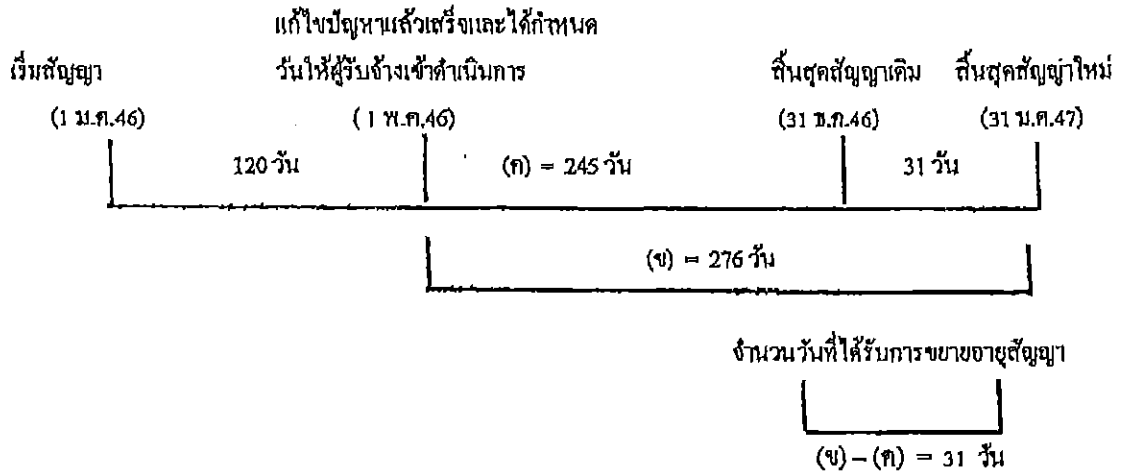 แก้ไขปัญหาแล้วเสร็จและได้กำหนด
เริ่มสัญญา วันให้ผู้รับจ้างเข้าดำเนินการ สิ้นสุดสัญญาเดิม สิ้นสุดสัญญาใหม่
(1 ม.ค.46) (1 พ.ค.46) (31 ธ.ค.46) (31 ม.ค.47)
120 วัน (ค) = 245 วัน 31 วัน
(ข) = 276 วัน
จำนวนวันที่ได้รับการขยายอายุสัญญา
(ข) – (ค) = 31 วัน